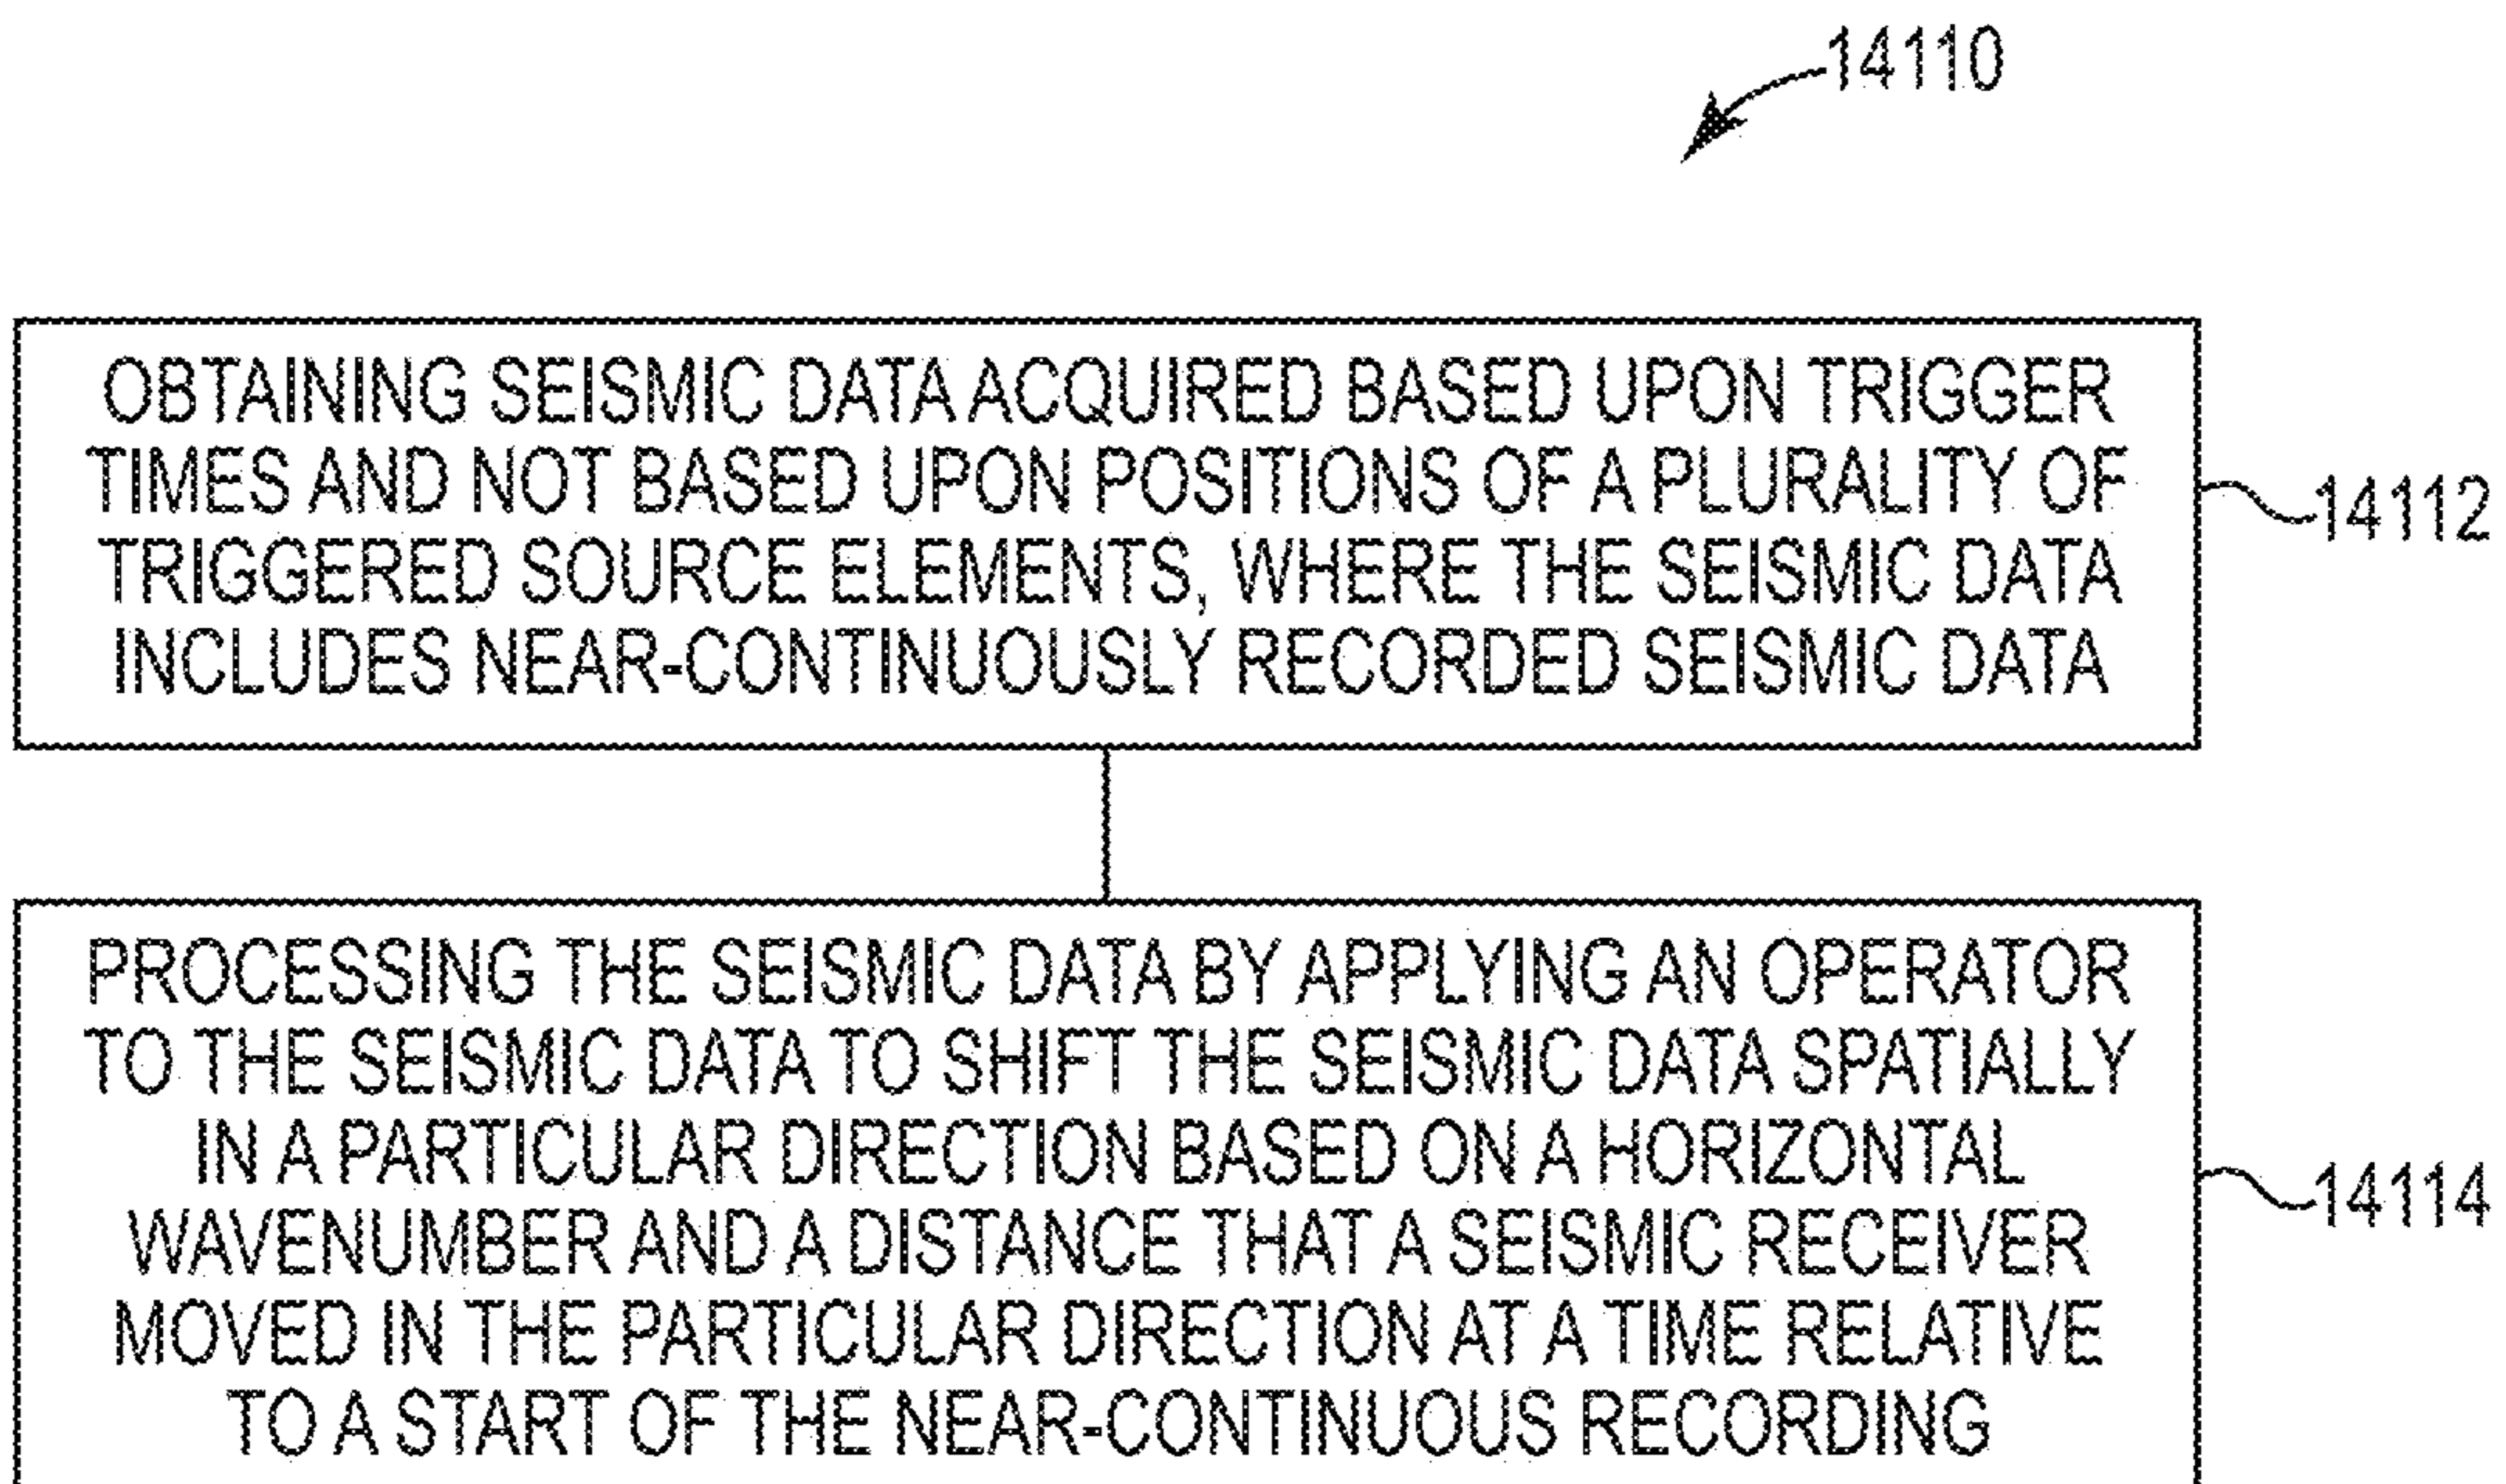 14110
OBTAINING SEISMIC DATA ACQUIRED BASED UPON TRIGGER
TIMES AND NOT BASED UPON POSITIONS OF A PLURALITY OF
TRIGGERED SOURCE ELEMENTS, WHERE THE SEISMIC DATA
INCLUDES NEAR-CONTINUOUSLY RECORDED SEISMIC DATA
14112
PROCESSING THE SEISMIC DATA BY APPLYING AN OPERATOR
TO THE SEISMIC DATA TO SHIFT THE SEISMIC DATA SPATIALLY
IN A PARTICULAR DIRECTION BASED ON A HORIZONTAL
WAVENUMBER AND A DISTANCE THAT A SEISMIC RECEIVER
MOVED IN THE PARTICULAR DIRECTION AT A TIME RELATIVE
TO A START OF THE NEAR-CONTINUOUS RECORDING
14114